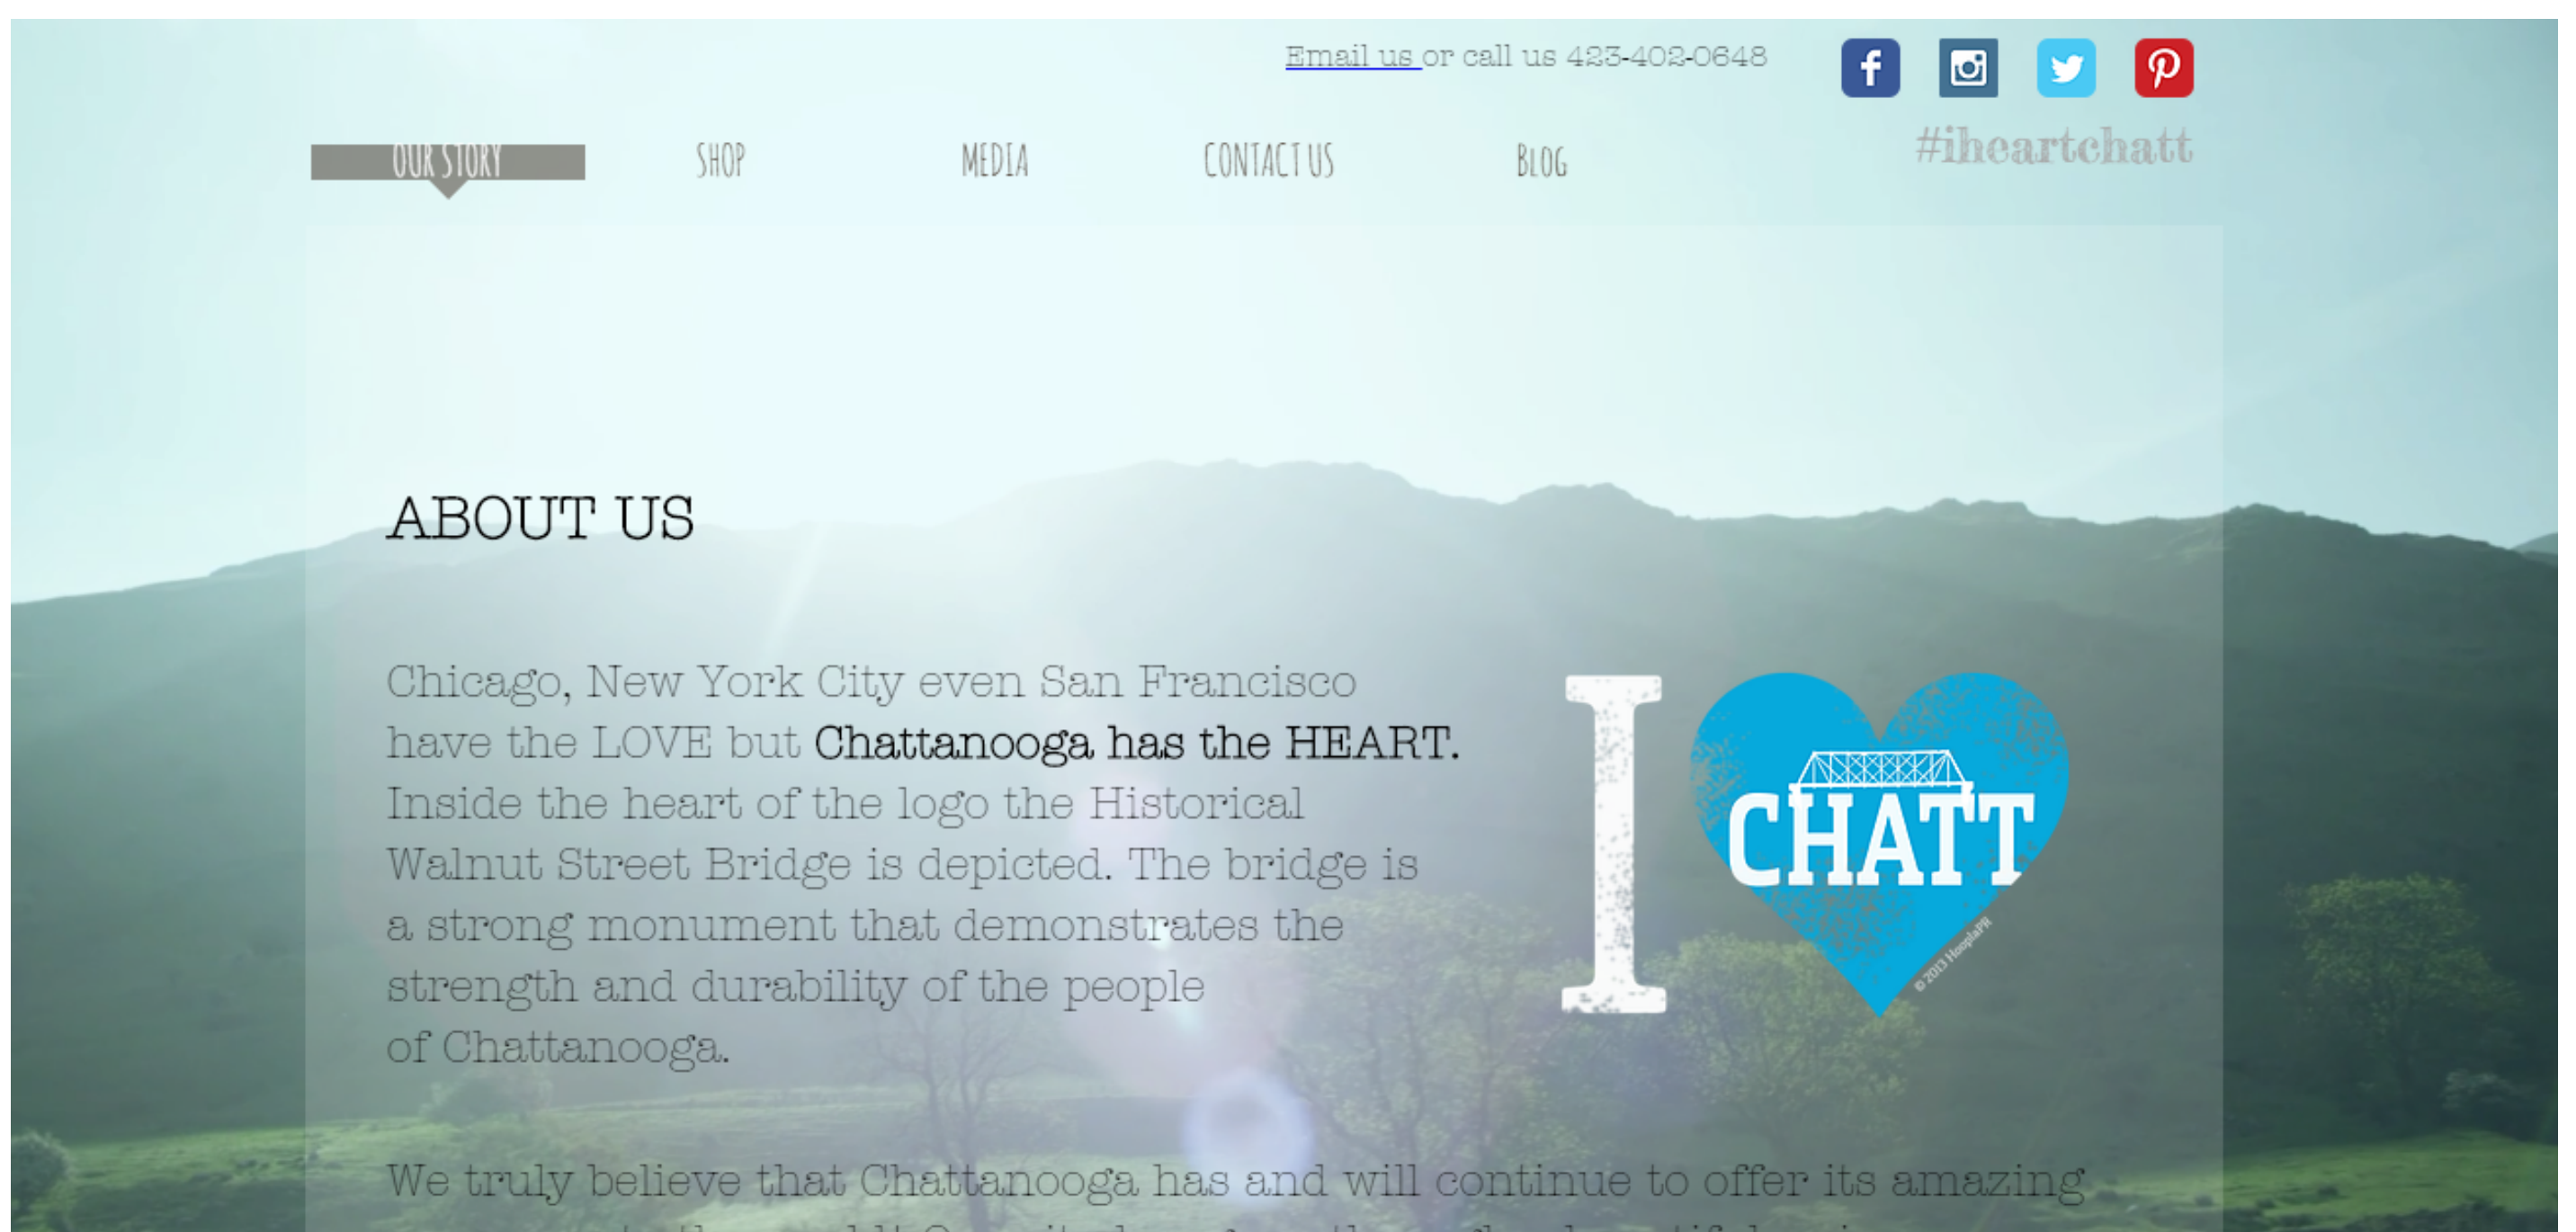 Email us or call us 423-402-0648
#iheartchatt
OUR STORY
SHOP
MEDIA
CONTACT US
BLOG
ABOUT US
Chicago, New York City even San Francisco
have the LOVE but Chattanooga has the HEART.
Inside the heart of the logo the Historical
Walnut Street Bridge is depicted. The bridge is
a strong monument that demonstrates the
strength and durability of the people
of Chattanooga.
I
CHATT
© 2013 HooplaPR
We truly believe that Chattanooga has and will continue to offer its amazing